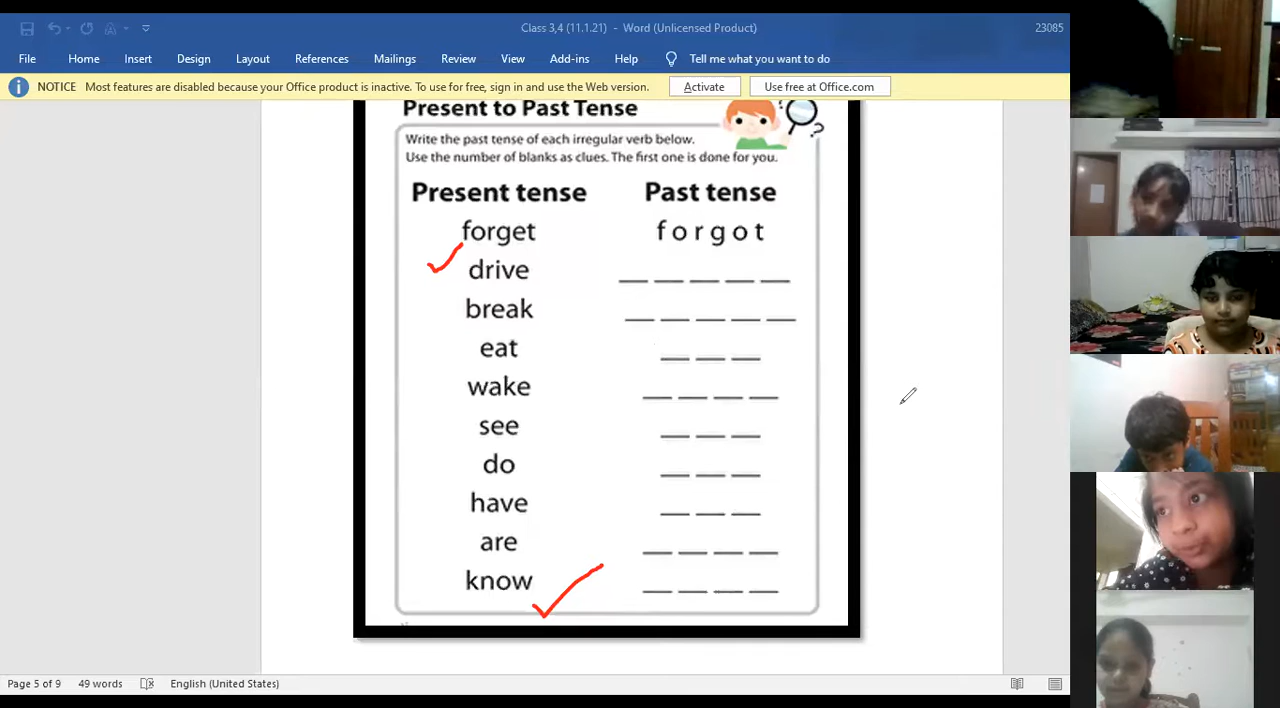 Class 3,4 (11.1.21) - Word (Unlicensed Product)
23085
File Home Insert Design Layout References Mailings Review View Add-ins Help Tell me what you want to do
NOTICE Most features are disabled because your Office product is inactive. To use for free, sign in and use the Web version. Activate Use free at Office.com
Present to Past Tense
Write the past tense of each irregular verb below.
Use the number of blanks as clues. The first one is done for you.
Present tense Past tense
forget f o r g o t
drive _ _ _ _ _
break _ _ _ _ _
eat _ _ _
wake _ _ _ _
see _ _ _
do _ _ _
have _ _ _
are _ _ _ _
know _ _ _ _
Page 5 of 9 49 words English (United States)